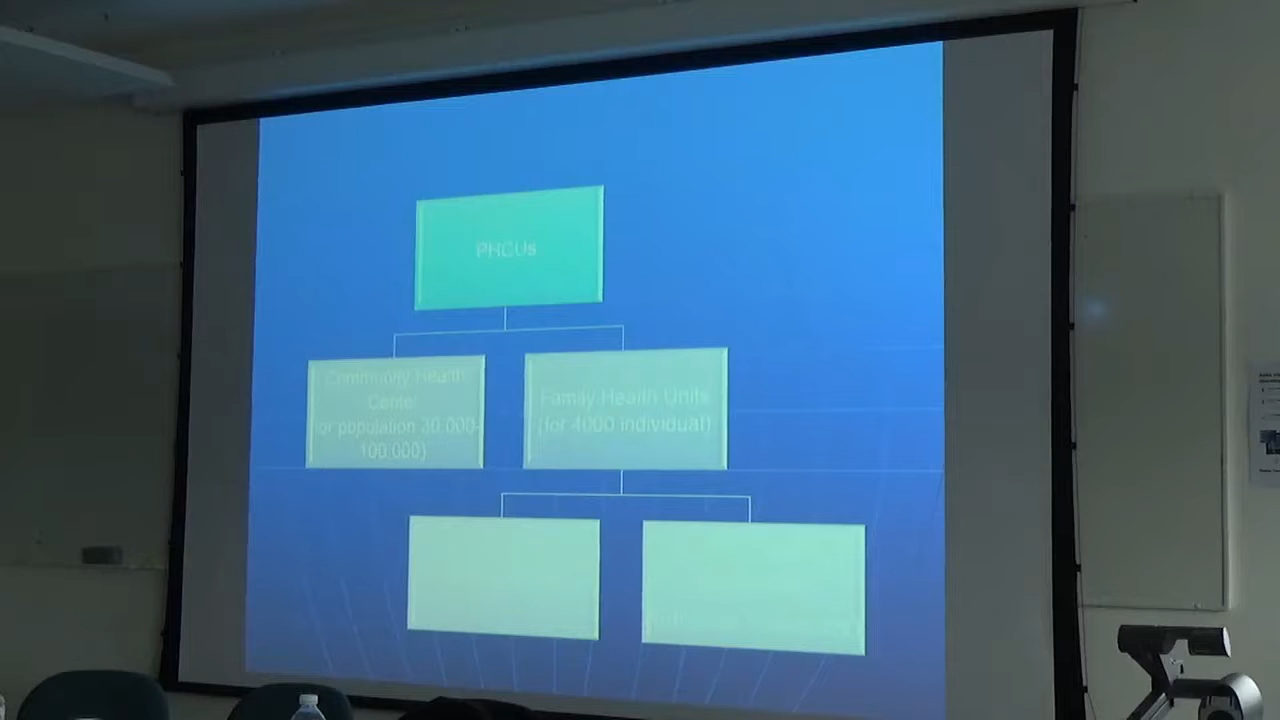 PHCUs
Community Health
Center
or population 30.000-
100.000)
Family Health Units
(for 4000 individual)